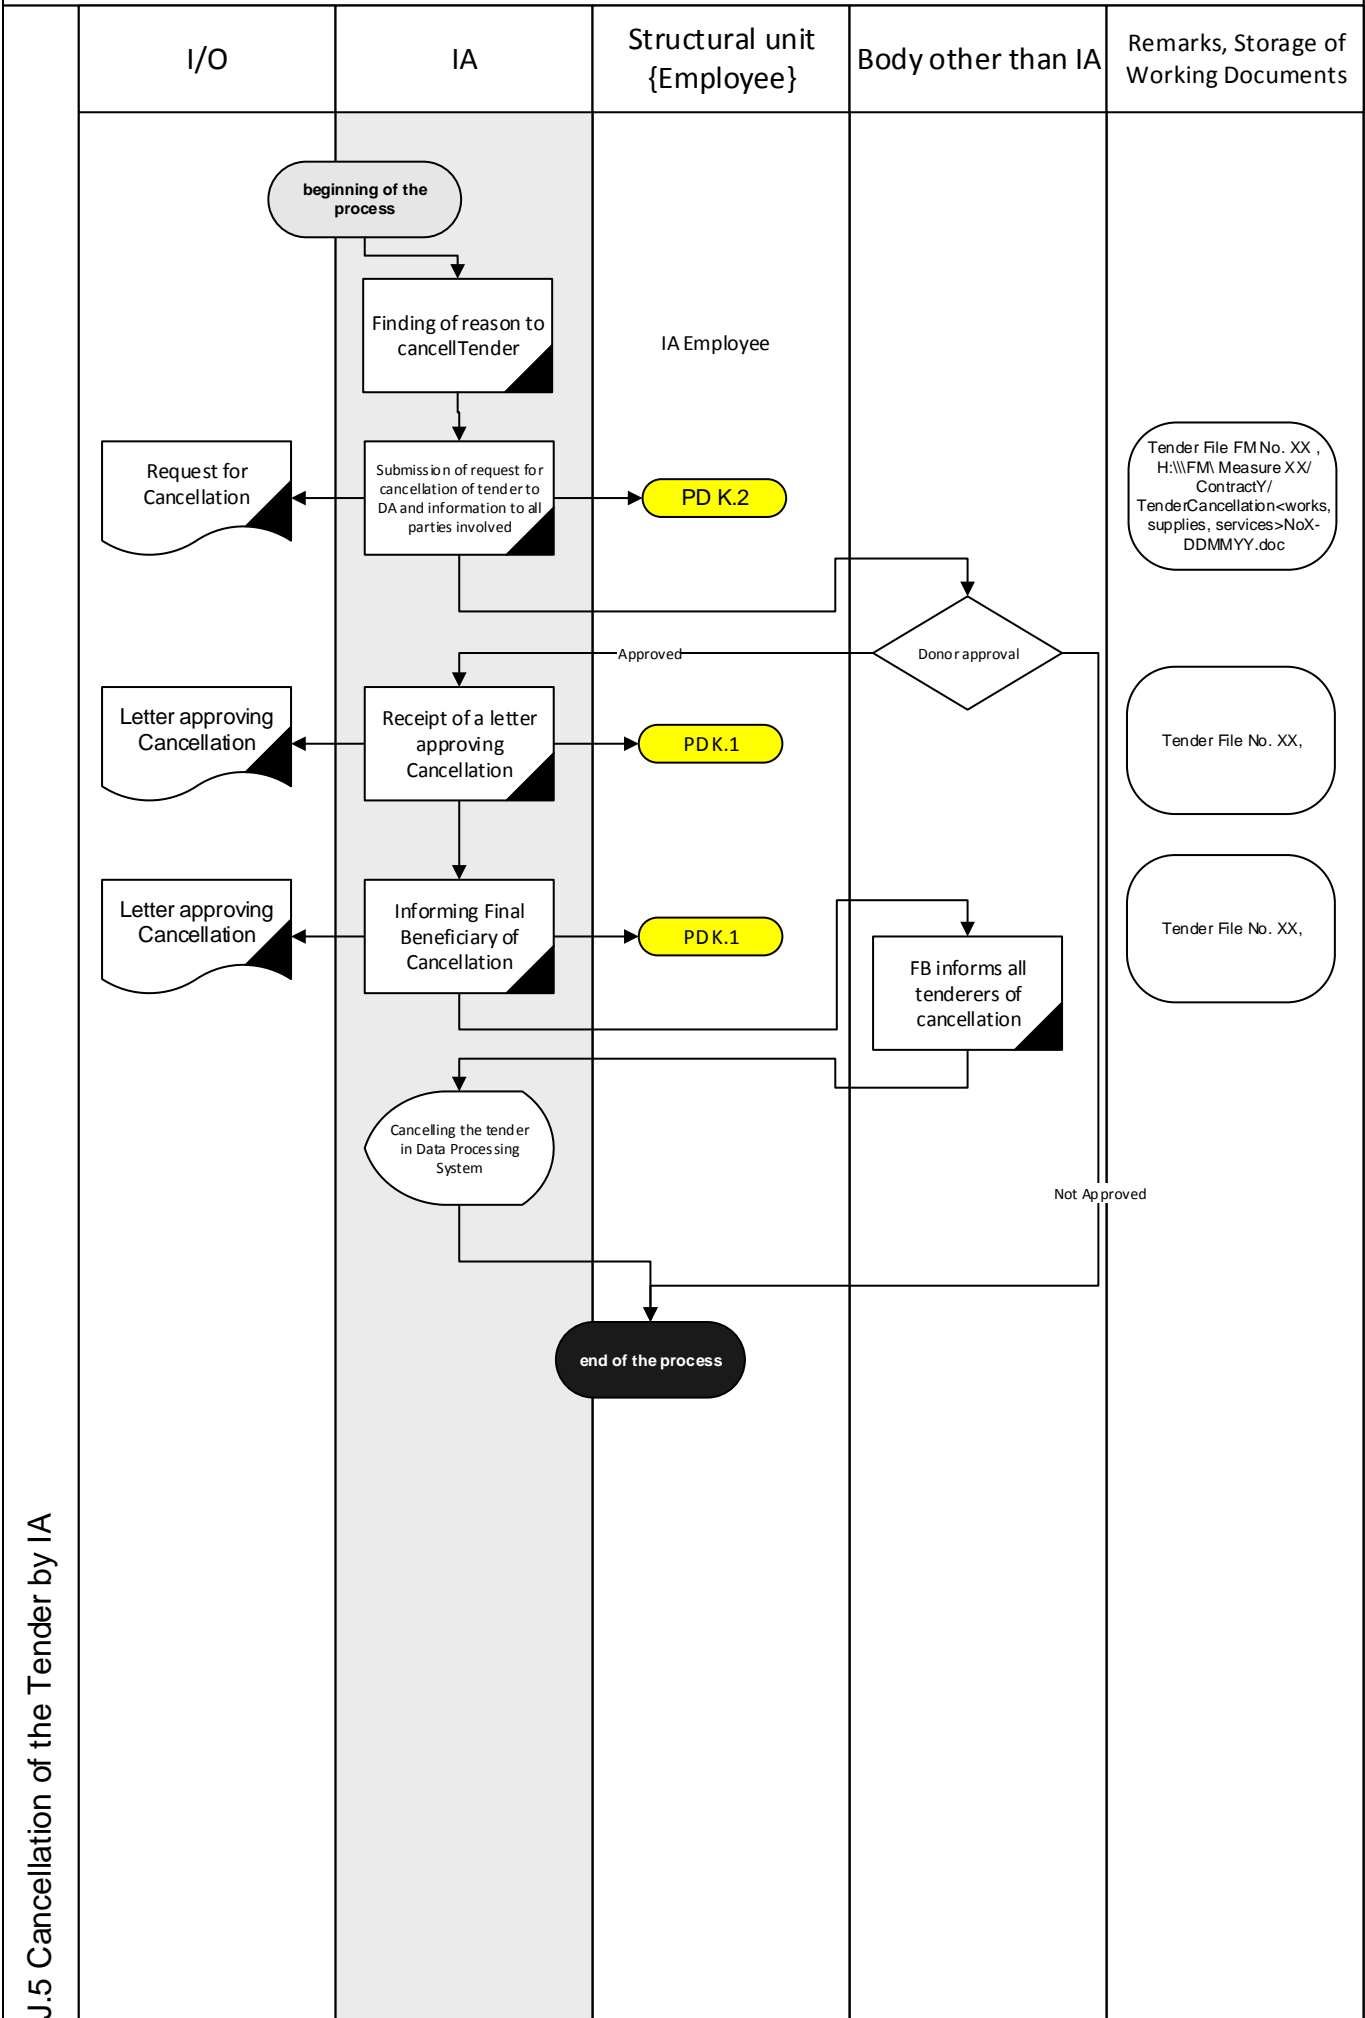 I/O
IA
Structural unit
{Employee}
Body other than IA
Remarks, Storage of
Working Documents
beginning of the
process
Finding of reason to
cancellTender
IA Employee
Request for
Cancellation
Submission of request for
cancellation of tender to
DA and information to all
parties involved
PD K.2
Tender File FM No. XX ,
H:\\\FM\ Measure XX/
ContractY/
TenderCancellation<works,
supplies, services>NoX-
DDMMYY.doc
Donor approval
Approved
Letter approving
Cancellation
Receipt of a letter
approving
Cancellation
PD K.1
Tender File No. XX,
Letter approving
Cancellation
Informing Final
Beneficiary of
Cancellation
PD K.1
FB informs all
tenderers of
cancellation
Tender File No. XX,
Cancelling the tender
in Data Processing
System
Not Approved
end of the process
J.5 Cancellation of the Tender by IA